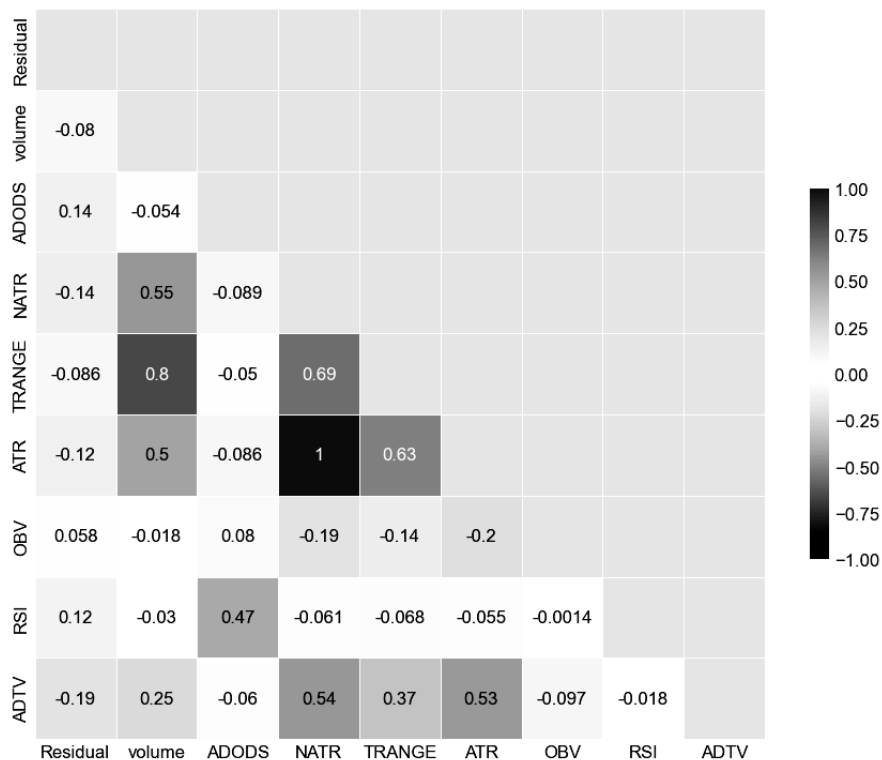 Residual
volume -0.08
ADODS 0.14 -0.054
NATR -0.14 0.55 -0.089
TRANGE -0.086 0.8 -0.05 0.69
ATR -0.12 0.5 -0.086 1 0.63
OBV 0.058 -0.018 0.08 -0.19 -0.14 -0.2
RSI 0.12 -0.03 0.47 -0.061 -0.068 -0.055 -0.0014
ADTV -0.19 0.25 -0.06 0.54 0.37 0.53 -0.097 -0.018
Residual volume ADODS NATR TRANGE ATR OBV RSI ADTV
1.00
0.75
0.50
0.25
0.00
−0.25
−0.50
−0.75
−1.00